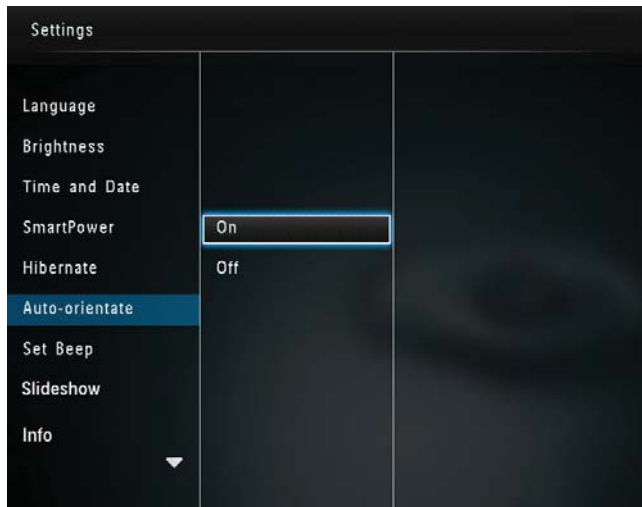 Settings
Language
Brightness
Time and Date
SmartPower
Hibernate
Auto-orientate
Set Beep
Slideshow
Info
On
Off